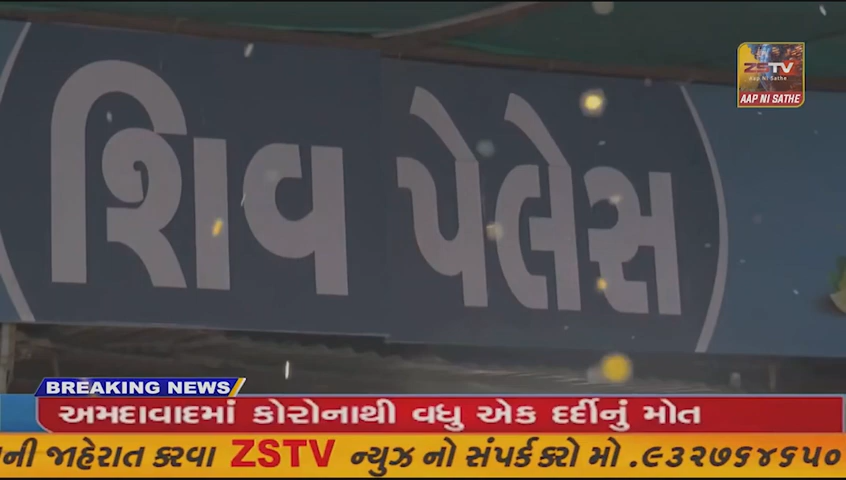 શિવ પેલેસ
ZSTV
Aap Ni Sathe
AAP NI SATHE
BREAKING NEWS
અમદાવાદમાં કોરોનાથી વધુ એક દર્દીનું મોત
ની જાહેરાત કરવા ZSTV ન્યુઝ નો સંપર્ક કરો મો .૯૩૨૭૬૪૬૫૦